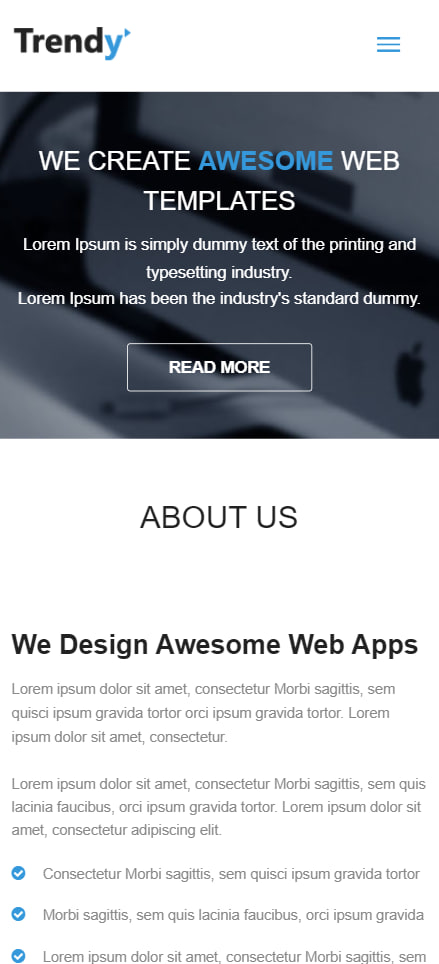 Trendy
WE CREATE AWESOME WEB
TEMPLATES
Lorem Ipsum is simply dummy text of the printing and
typesetting industry.
Lorem Ipsum has been the industry's standard dummy.
READ MORE
ABOUT US
We Design Awesome Web Apps
Lorem ipsum dolor sit amet, consectetur Morbi sagittis, sem
quisci ipsum gravida tortor orci ipsum gravida tortor. Lorem
ipsum dolor sit amet, consectetur.
Lorem ipsum dolor sit amet, consectetur Morbi sagittis, sem quis
lacinia faucibus, orci ipsum gravida tortor. Lorem ipsum dolor sit
amet, consectetur adipiscing elit.
Consectetur Morbi sagittis, sem quisci ipsum gravida tortor
Morbi sagittis, sem quis lacinia faucibus, orci ipsum gravida
Lorem ipsum dolor sit amet, consectetur Morbi sagittis, sem